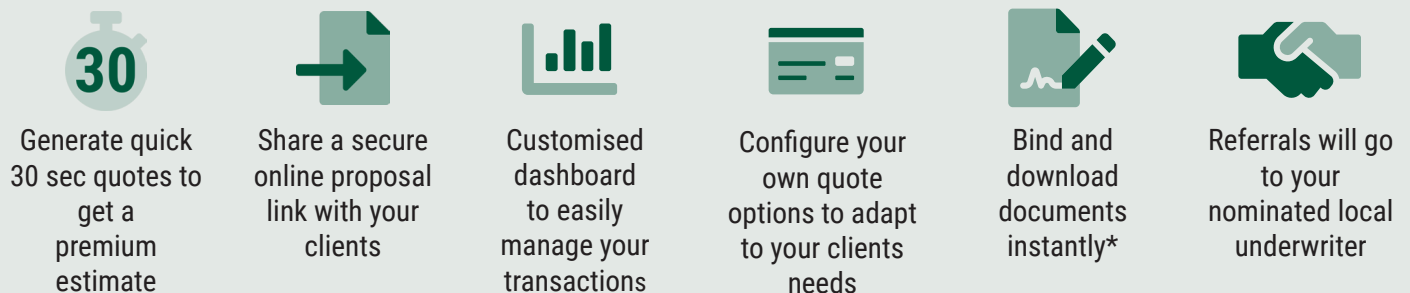 30
Generate quick
30 sec quotes to
get a
premium
estimate
Share a secure
online proposal
link with your
clients
Customised
dashboard
to easily
manage your
transactions
Configure your
own quote
options to adapt
to your clients
needs
Bind and
download
documents
instantly*
Referrals will go
to your
nominated local
underwriter